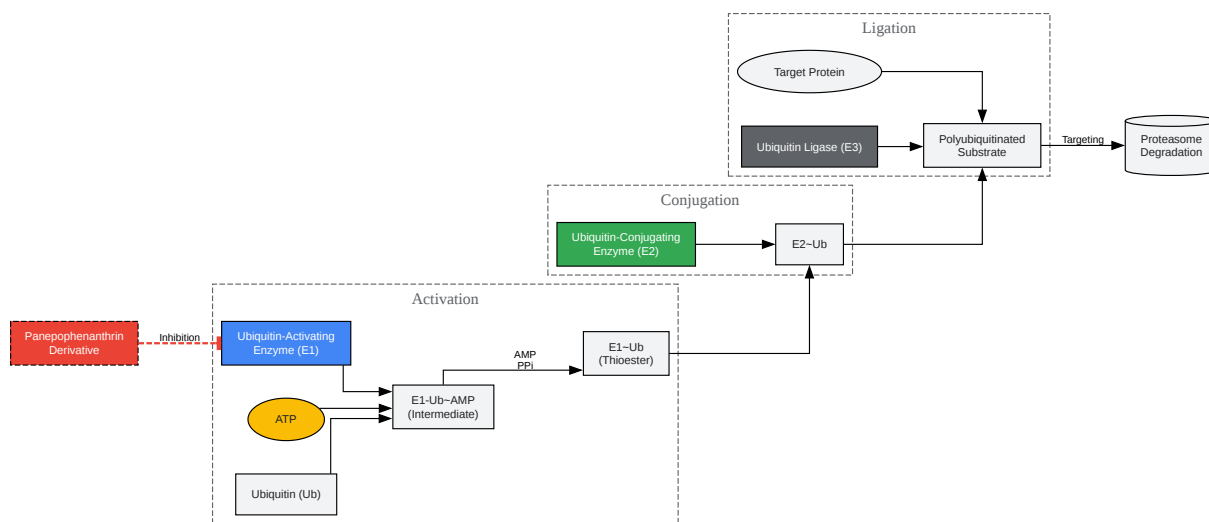 Ligation
Target Protein
Ubiquitin Ligase (E3)
Polyubiquitinated
Substrate
Targeting
Proteasome
Degradation
Conjugation
Ubiquitin-Conjugating
Enzyme (E2)
E2~Ub
Activation
Panepophenanthrin
Derivative
Inhibition
Ubiquitin-Activating
Enzyme (E1)
AMP
PPi
E1~Ub
(Thioester)
E1-Ub~AMP
(Intermediate)
ATP
Ubiquitin (Ub)